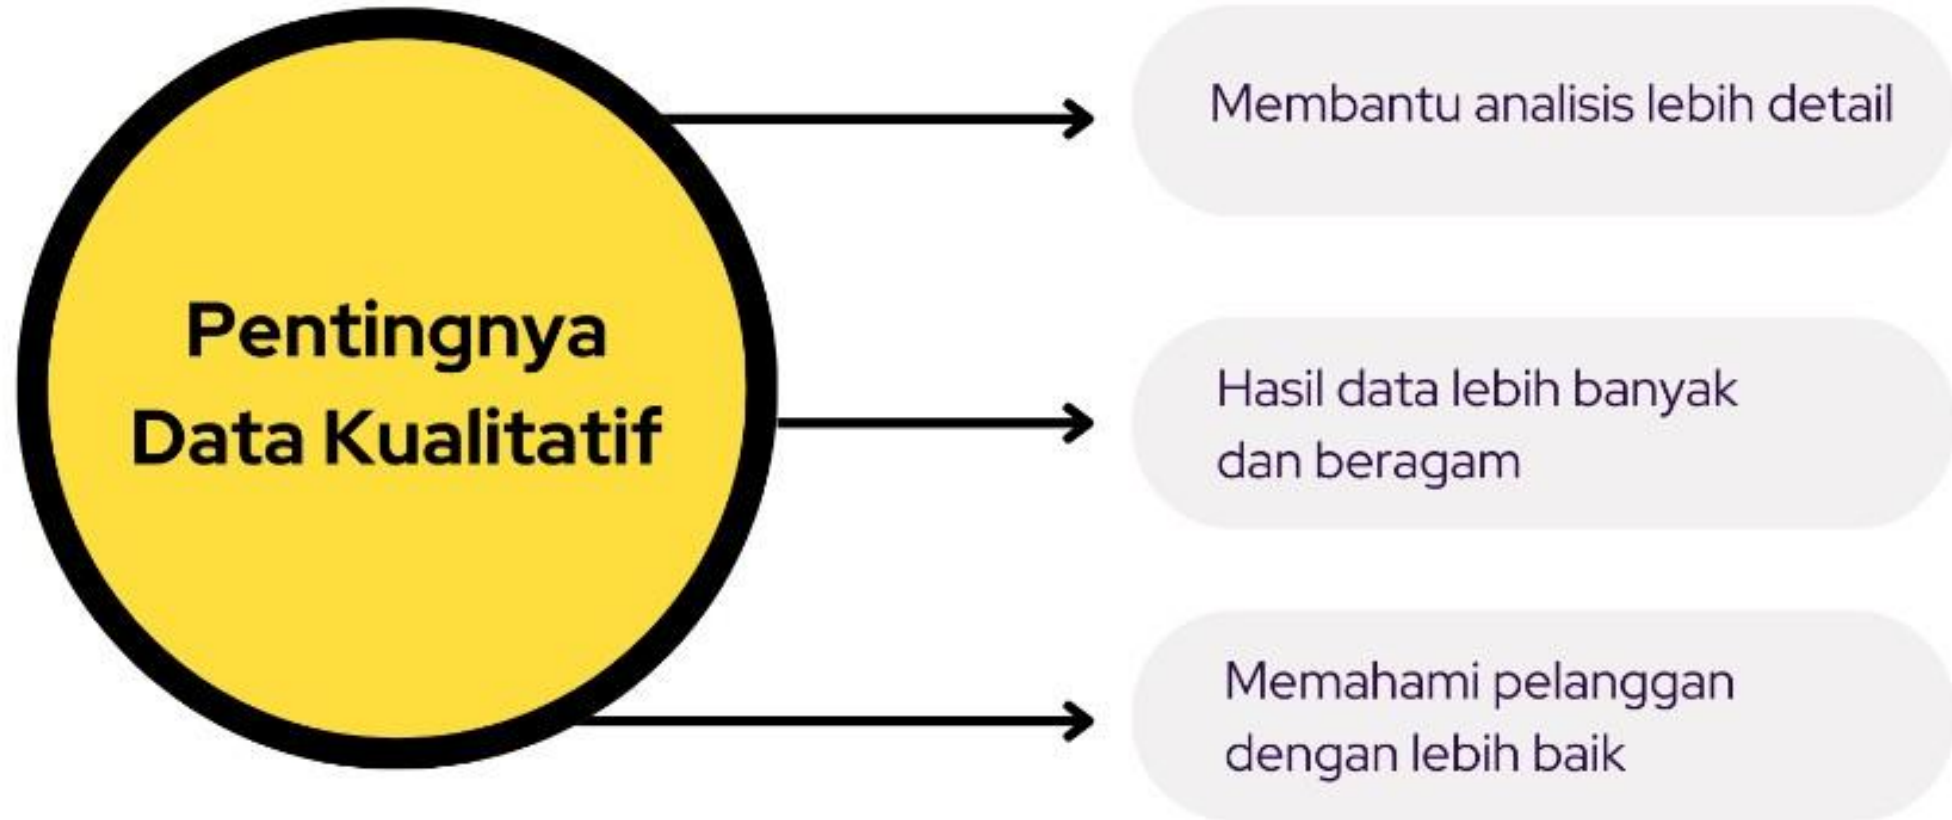 Pentingnya
Data Kualitatif
Membantu analisis lebih detail
Hasil data lebih banyak
dan beragam
Memahami pelanggan
dengan lebih baik